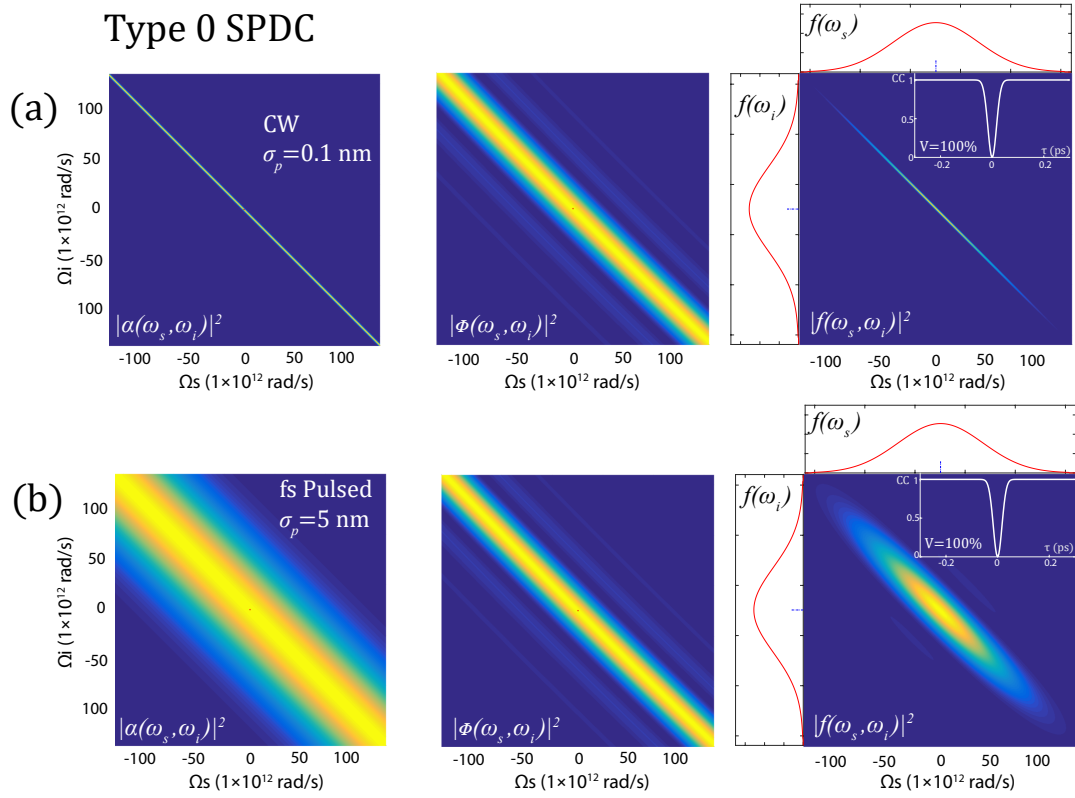 Type 0 SPDC
(a)
Ωi (1×10¹² rad/s)
100
50
0
-50
100
CW
σₚ=0.1 nm
|α(ωₛ,ωᵢ)|²
-100 -50 0 50 100
Ωs (1×10¹² rad/s)
|Φ(ωₛ,ωᵢ)|²
-100 -50 0 50 100
Ωs (1×10¹² rad/s)
f(ωₛ)
f(ωᵢ)
CC 1
0.5
0
V=100%
τ (ps)
-0.2 0 0.2
|f(ωₛ,ωᵢ)|²
-100 -50 0 50 100
Ωs (1×10¹² rad/s)
(b)
Ωi (1×10¹² rad/s)
100
50
0
-50
100
fs Pulsed
σₚ=5 nm
|α(ωₛ,ωᵢ)|²
-100 -50 0 50 100
Ωs (1×10¹² rad/s)
|Φ(ωₛ,ωᵢ)|²
-100 -50 0 50 100
Ωs (1×10¹² rad/s)
f(ωₛ)
f(ωᵢ)
CC 1
0.5
0
V=100%
τ (ps)
-0.2 0 0.2
|f(ωₛ,ωᵢ)|²
-100 -50 0 50 100
Ωs (1×10¹² rad/s)